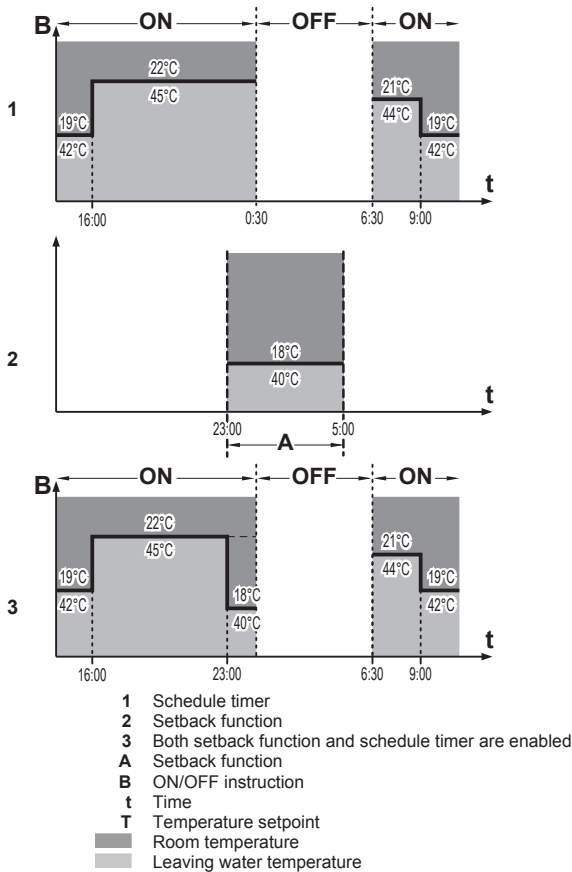 B ON OFF ON
22°C
45°C
21°C
44°C
19°C
42°C
19°C
42°C
1
t
16:00 0:30 6:30 9:00
2
18°C
40°C
t
23:00 5:00
A
B ON OFF ON
22°C
45°C
21°C
44°C
19°C
42°C
18°C
40°C
19°C
42°C
3
t
16:00 23:00 6:30 9:00
1 Schedule timer
2 Setback function
3 Both setback function and schedule timer are enabled
A Setback function
B ON/OFF instruction
t Time
T Temperature setpoint
Room temperature
Leaving water temperature